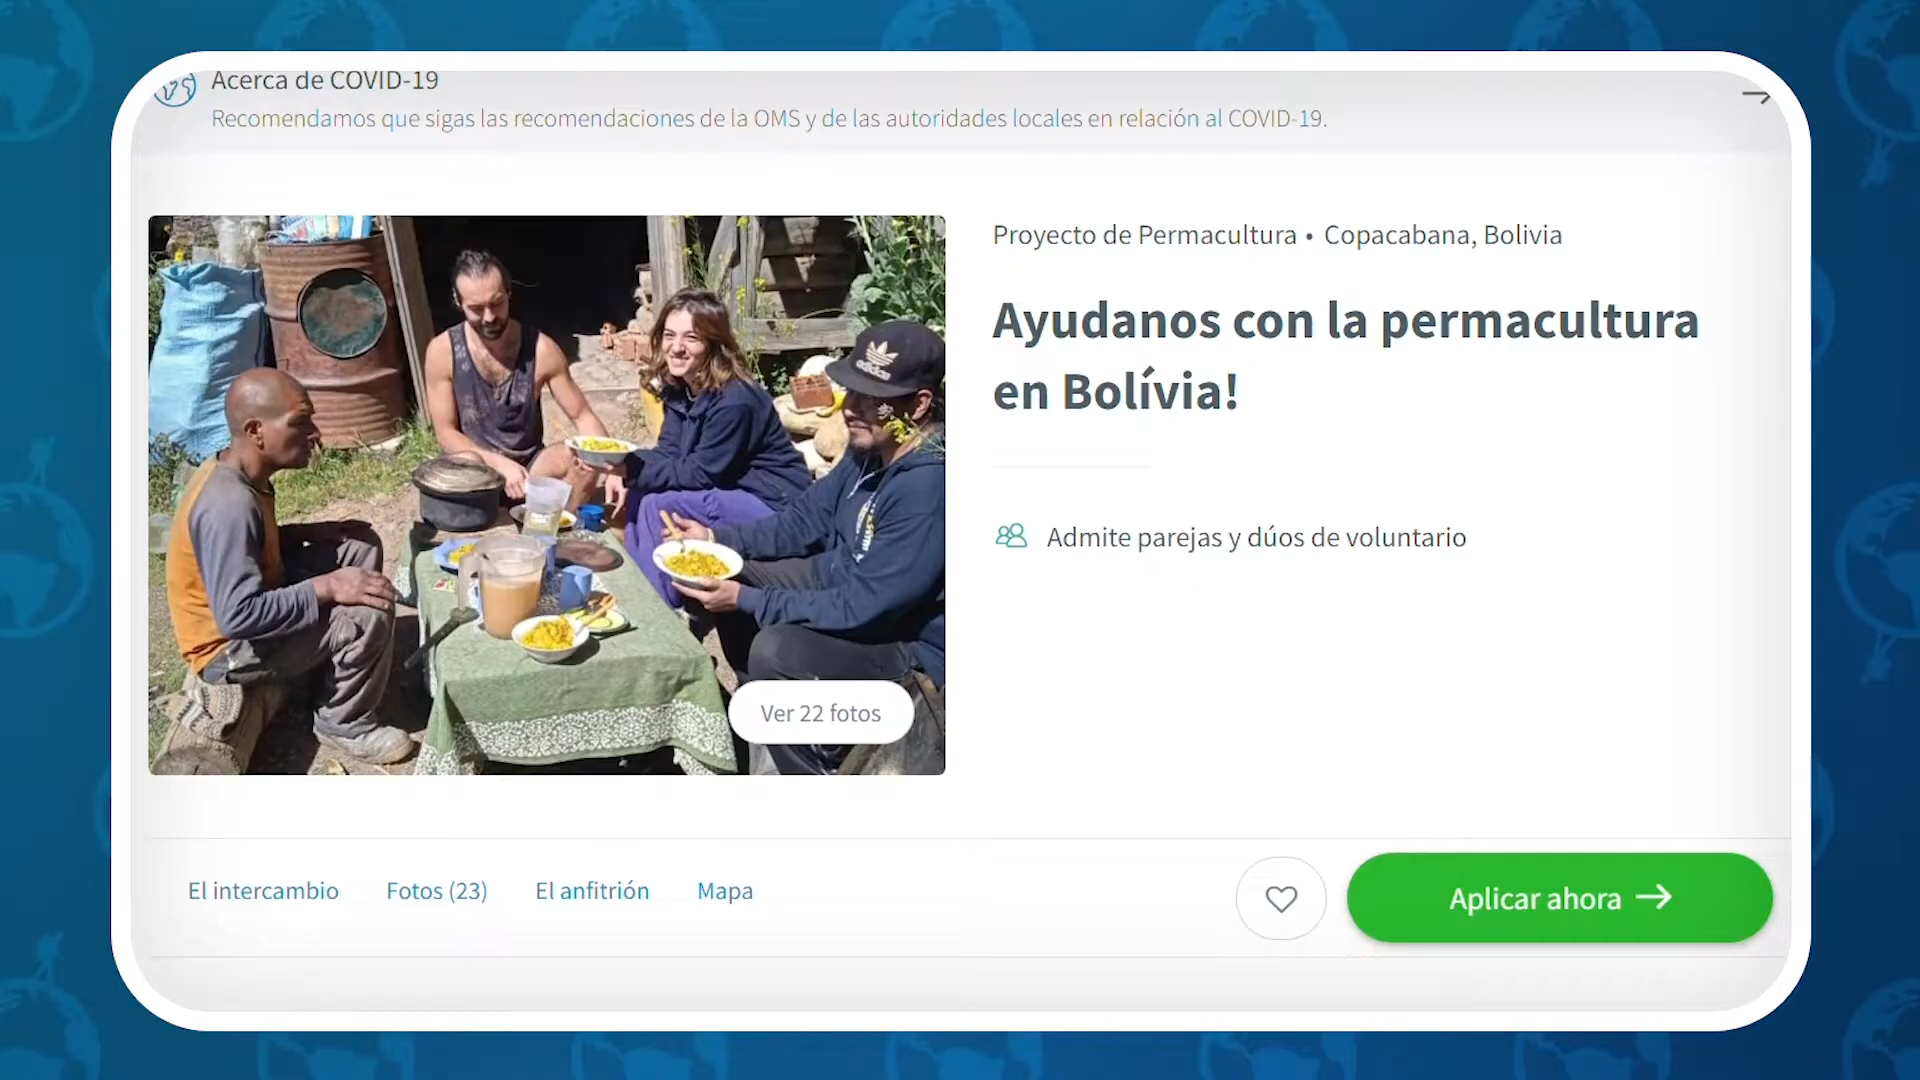 Acerca de COVID-19
Recomendamos que sigas las recomendaciones de la OMS y de las autoridades locales en relación al COVID-19.
Proyecto de Permacultura • Copacabana, Bolivia
Ayudanos con la permacultura
en Bolívia!
Admite parejas y dúos de voluntario
adidas
Ver 22 fotos
El intercambio
Fotos (23)
El anfitrión
Mapa
Aplicar ahora